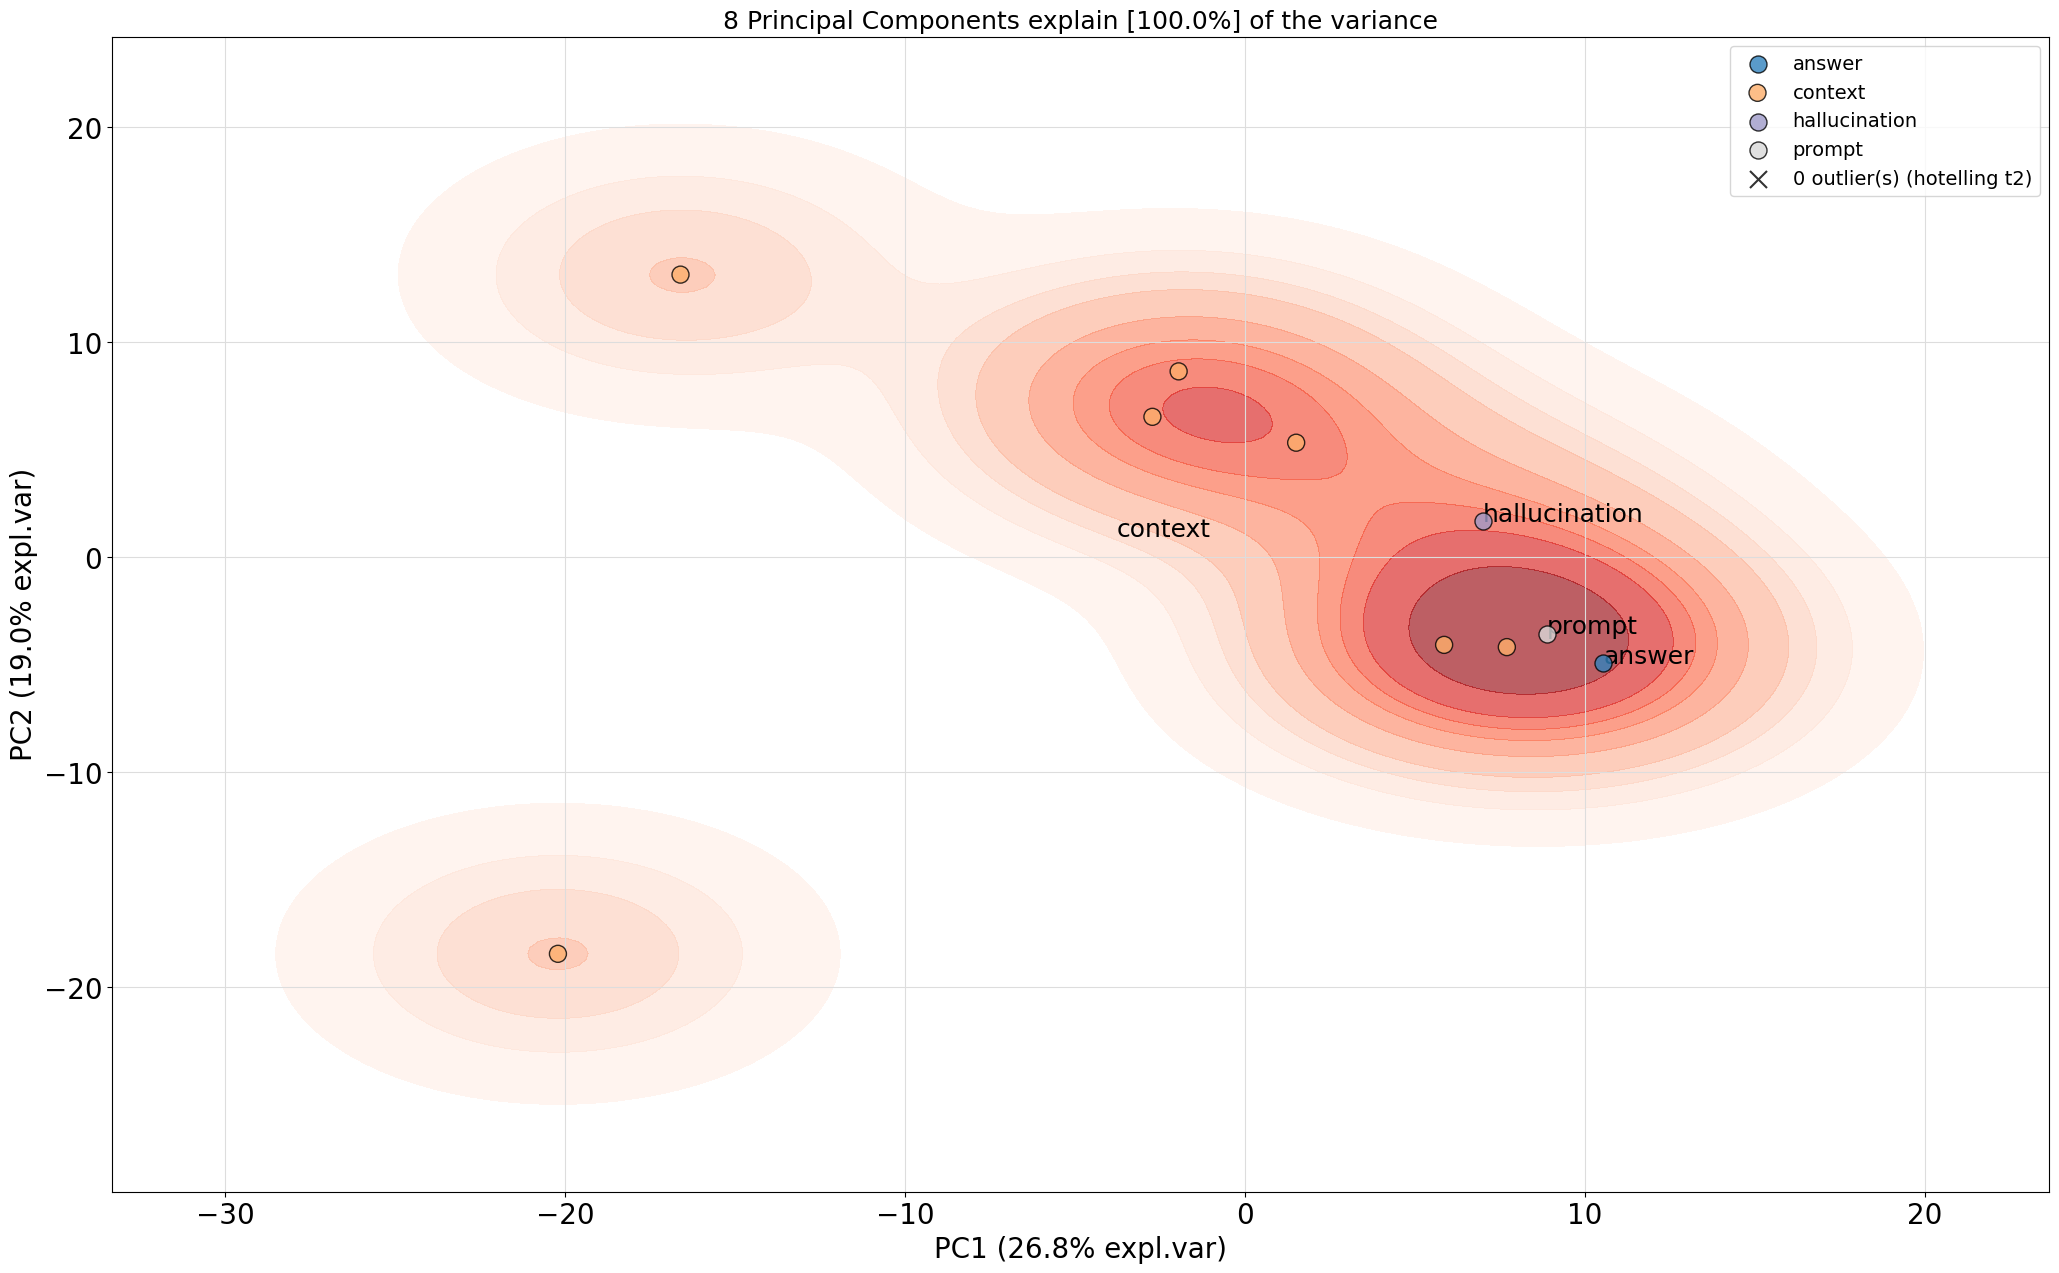 8 Principal Components explain [100.0%] of the variance
answer
context
hallucination
prompt
0 outlier(s) (hotelling t2)
20
10
0
−10
−20
PC2 (19.0% expl.var)
hallucination
context
prompt
answer
−30
−20
−10
0
10
20
PC1 (26.8% expl.var)